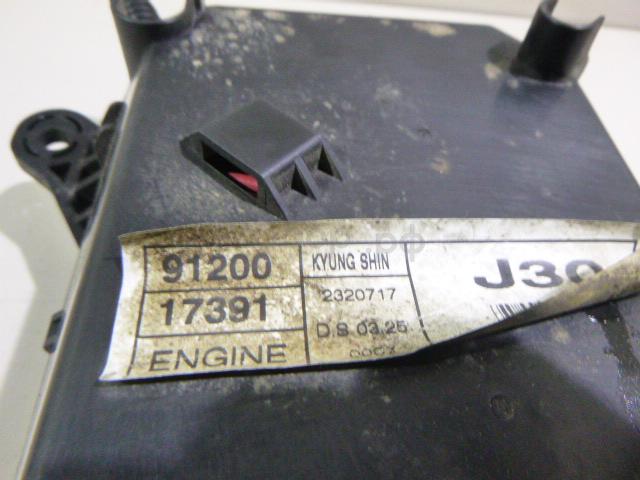 91200
17391
ENGINE
KYUNG SHIN
2320717
D.S 03.25
J30